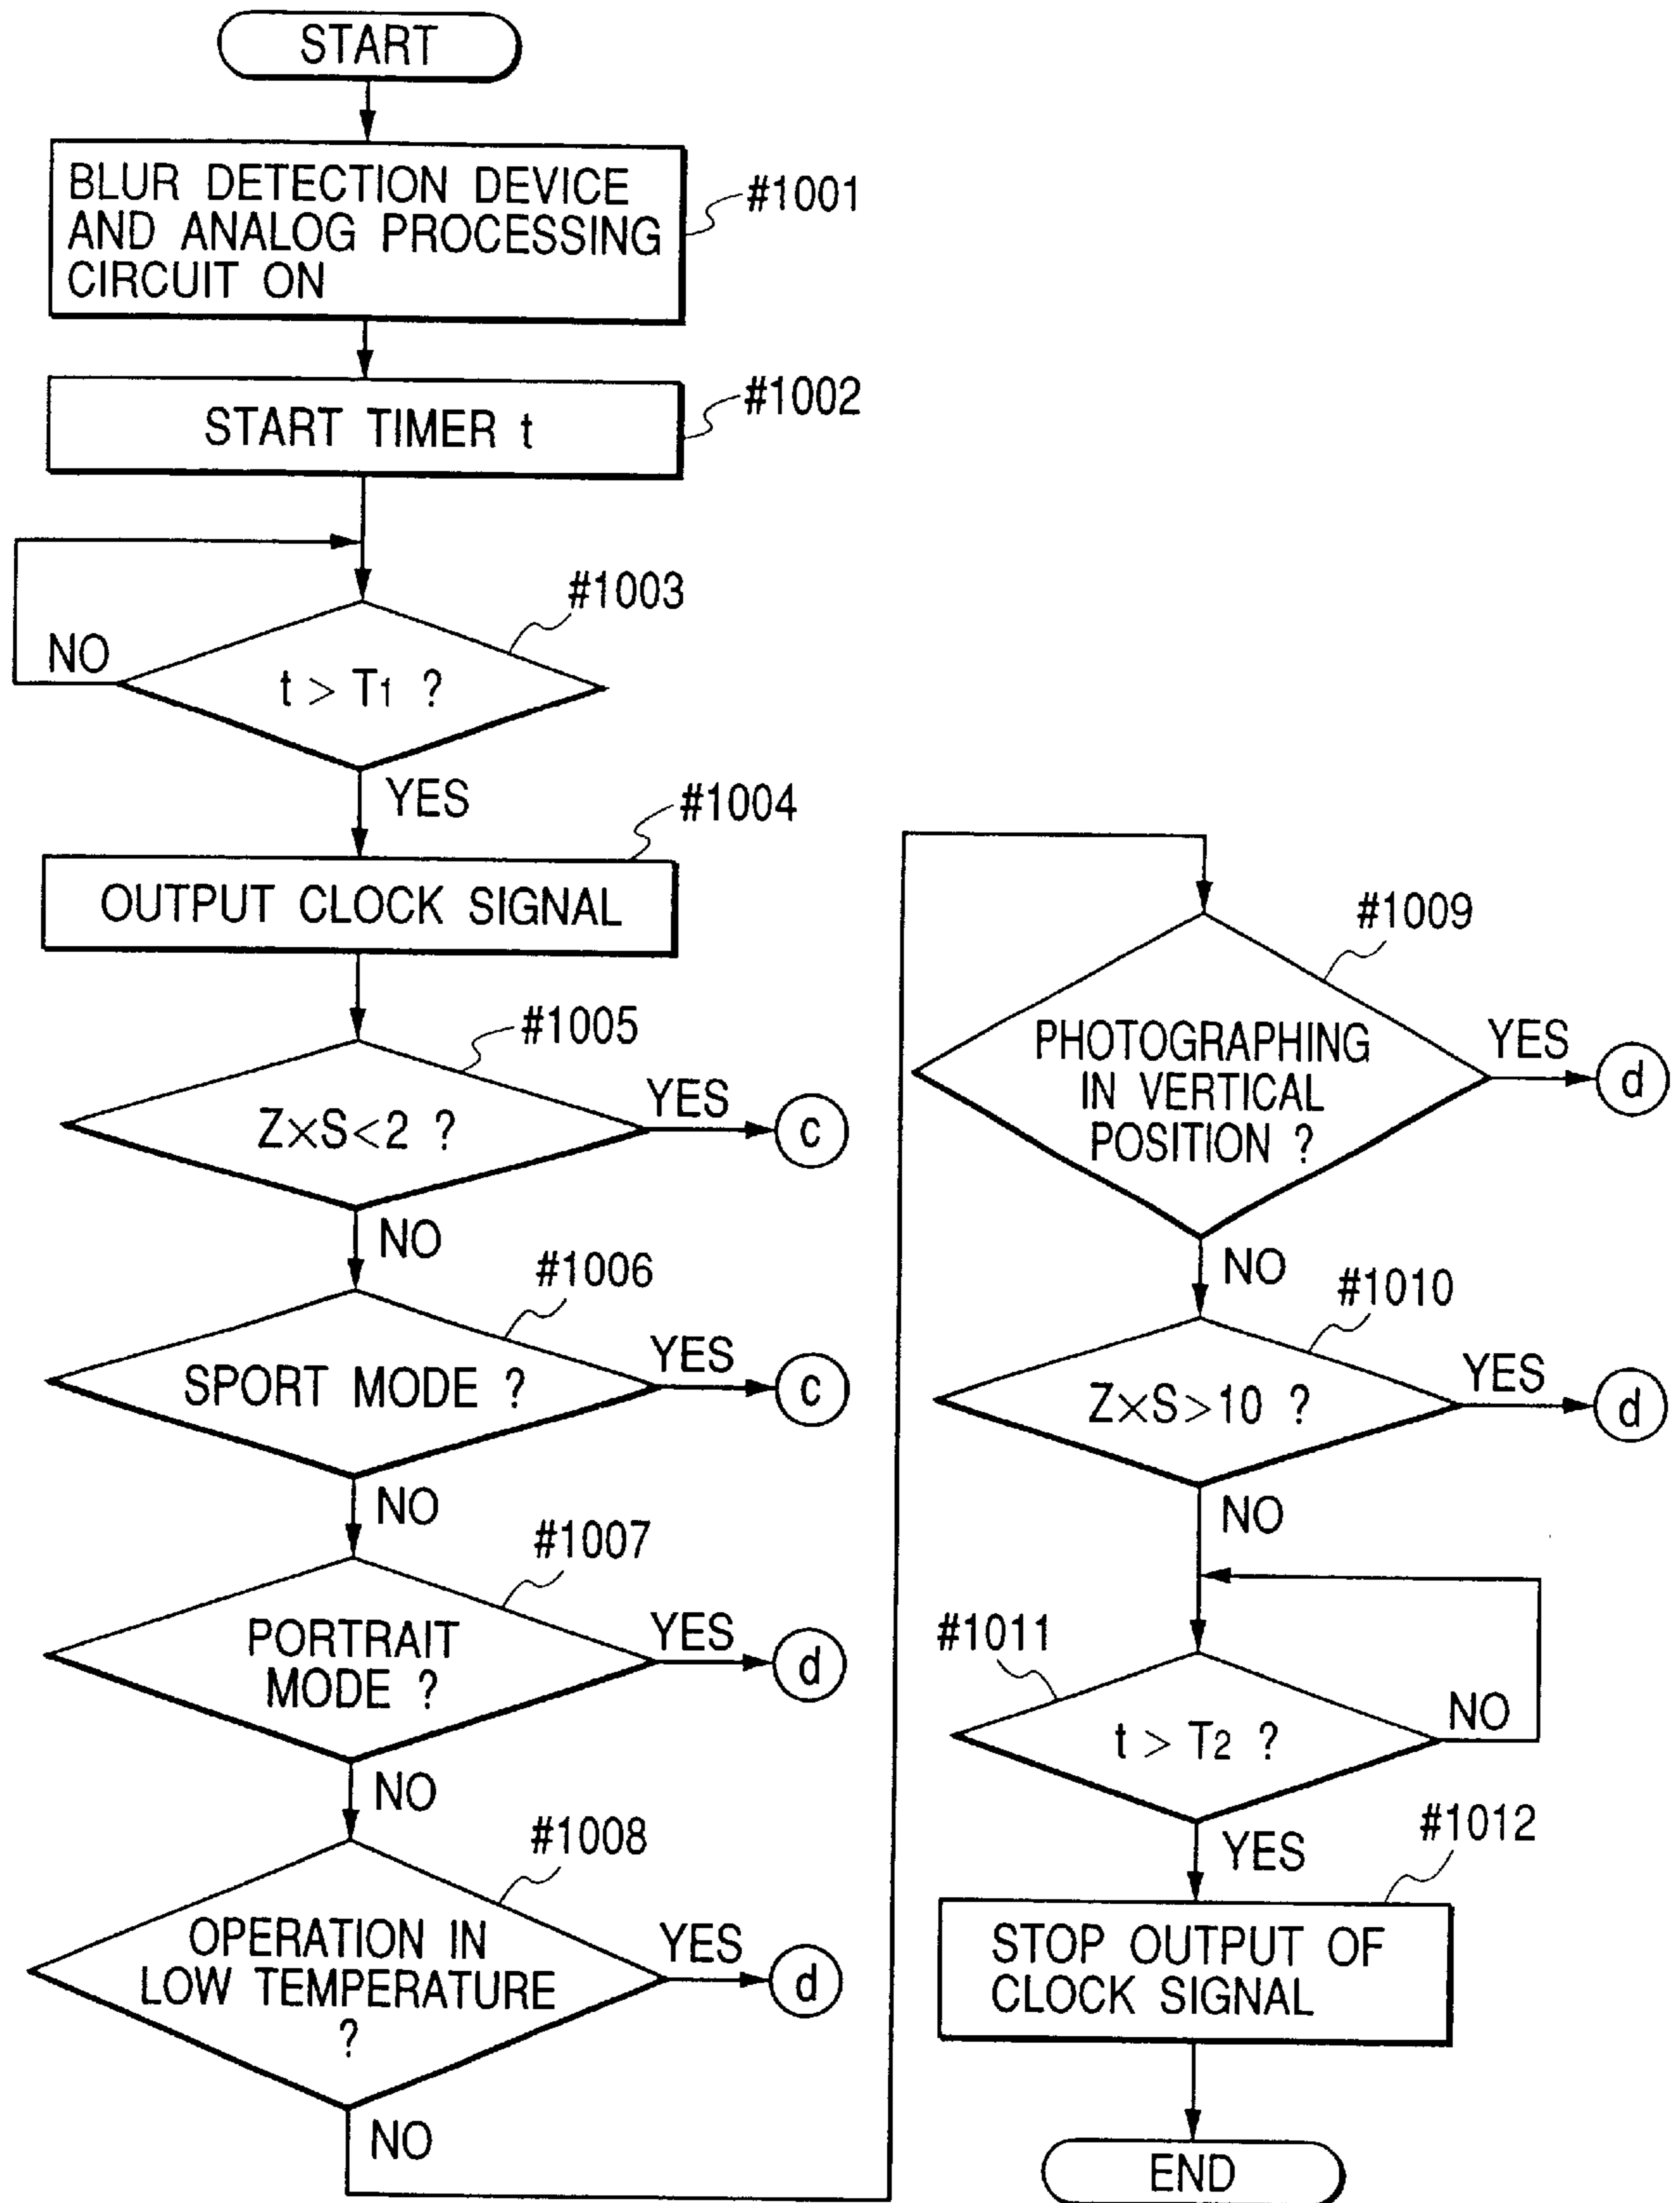 START
BLUR DETECTION DEVICE
AND ANALOG PROCESSING
CIRCUIT ON
#1001
START TIMER t
#1002
#1003
NO
t > T1 ?
YES
#1004
OUTPUT CLOCK SIGNAL
#1005
Z×S<2 ?
YES
c
NO
#1006
SPORT MODE ?
YES
c
NO
#1007
PORTRAIT
MODE ?
YES
d
NO
#1008
OPERATION IN
LOW TEMPERATURE
?
YES
d
NO
#1009
PHOTOGRAPHING
IN VERTICAL
POSITION ?
YES
d
NO
#1010
Z×S>10 ?
YES
d
NO
#1011
t > T2 ?
NO
YES
#1012
STOP OUTPUT OF
CLOCK SIGNAL
END